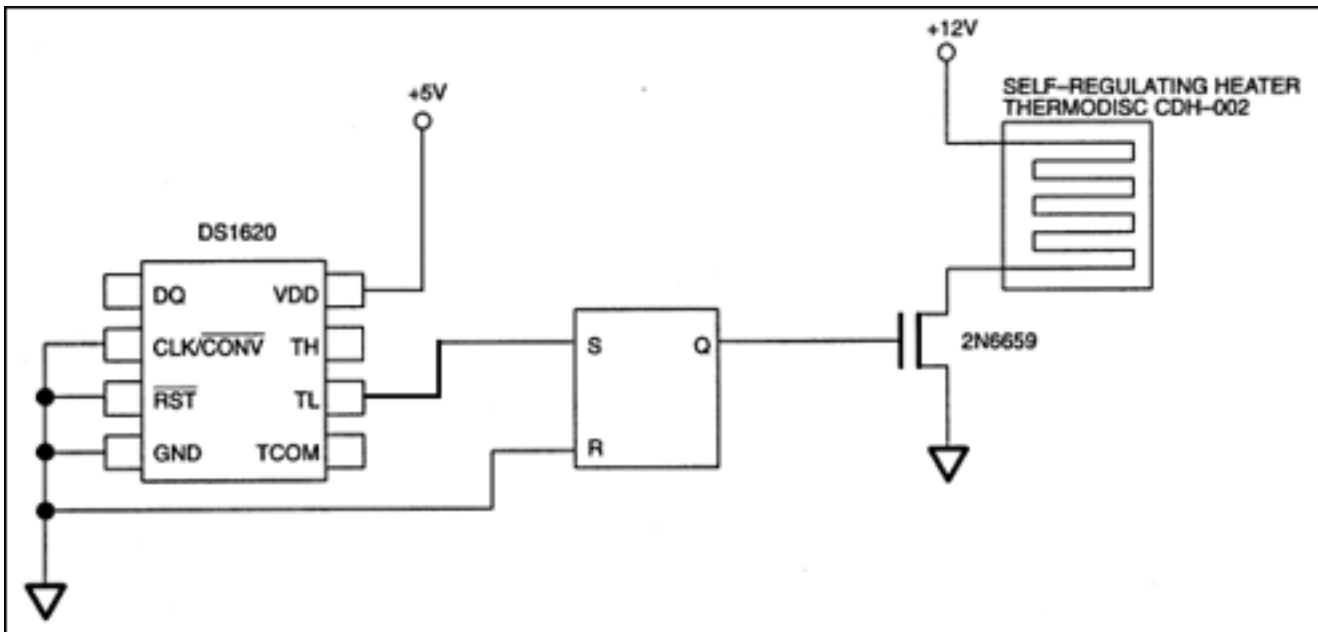 +12V
SELF–REGULATING HEATER
THERMODISC CDH–002
+5V
DS1620
DQ VDD
CLK/CONV TH
RST TL
GND TCOM
S Q
R
2N6659